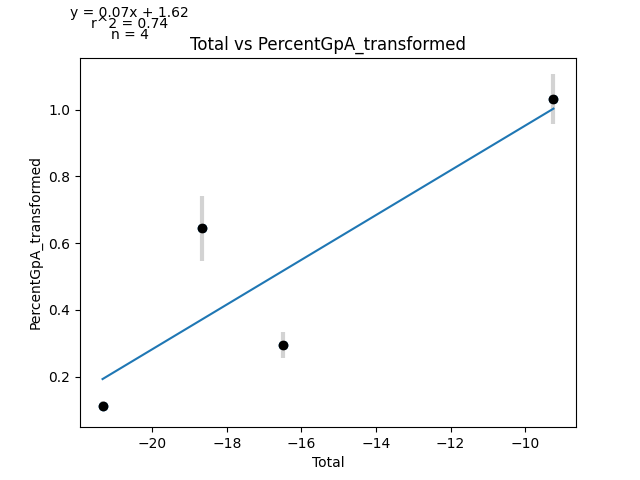 y = 0.07x + 1.62
r^2 = 0.74
n = 4
Total vs PercentGpA_transformed
1.0
0.8
0.6
0.4
0.2
PercentGpA_transformed
−20
−18
−16
−14
−12
−10
Total